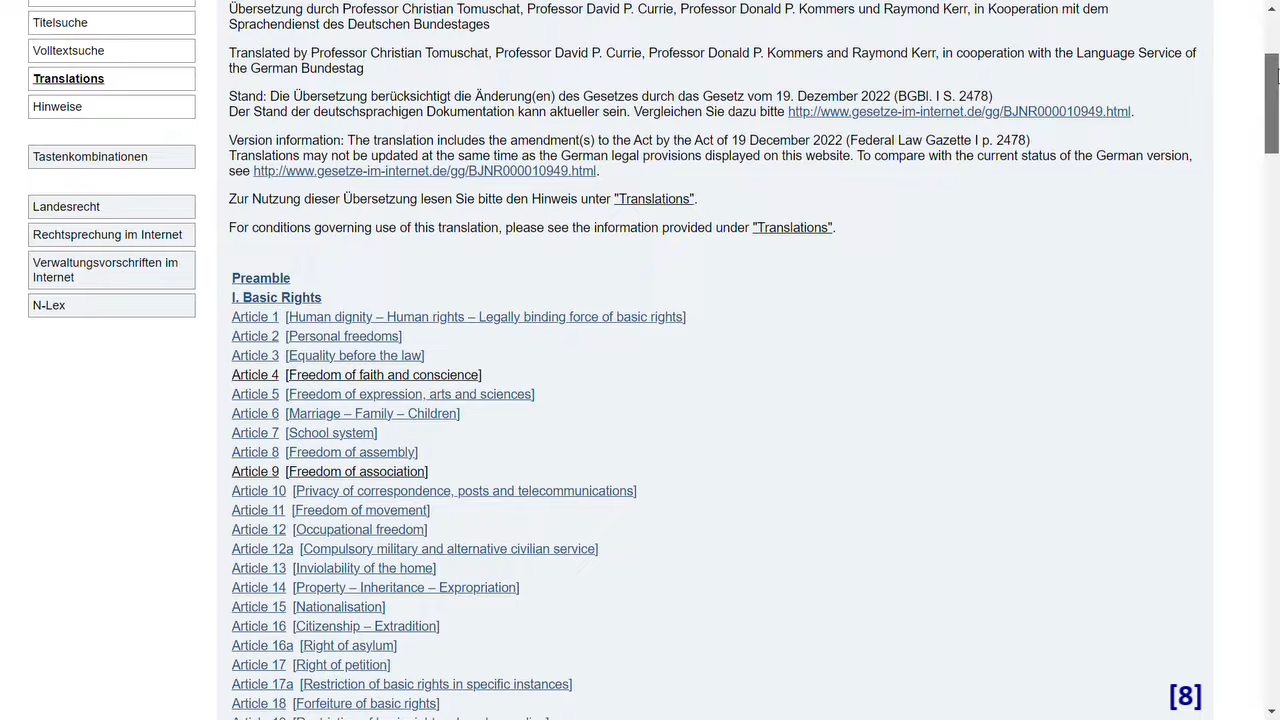 Titelsuche
Volltextsuche
Translations
Hinweise
Tastenkombinationen
Landesrecht
Rechtsprechung im Internet
Verwaltungsvorschriften im
Internet
N-Lex
Übersetzung durch Professor Christian Tomuschat, Professor David P. Currie, Professor Donald P. Kommers und Raymond Kerr, in Kooperation mit dem
Sprachendienst des Deutschen Bundestages
Translated by Professor Christian Tomuschat, Professor David P. Currie, Professor Donald P. Kommers and Raymond Kerr, in cooperation with the Language Service of
the German Bundestag
Stand: Die Übersetzung berücksichtigt die Änderung(en) des Gesetzes durch das Gesetz vom 19. Dezember 2022 (BGBl. I S. 2478)
Der Stand der deutschsprachigen Dokumentation kann aktueller sein. Vergleichen Sie dazu bitte http://www.gesetze-im-internet.de/gg/BJNR000010949.html.
Version information: The translation includes the amendment(s) to the Act by the Act of 19 December 2022 (Federal Law Gazette I p. 2478)
Translations may not be updated at the same time as the German legal provisions displayed on this website. To compare with the current status of the German version,
see http://www.gesetze-im-internet.de/gg/BJNR000010949.html.
Zur Nutzung dieser Übersetzung lesen Sie bitte den Hinweis unter "Translations".
For conditions governing use of this translation, please see the information provided under "Translations".
Preamble
I. Basic Rights
Article 1 [Human dignity – Human rights – Legally binding force of basic rights]
Article 2 [Personal freedoms]
Article 3 [Equality before the law]
Article 4 [Freedom of faith and conscience]
Article 5 [Freedom of expression, arts and sciences]
Article 6 [Marriage – Family – Children]
Article 7 [School system]
Article 8 [Freedom of assembly]
Article 9 [Freedom of association]
Article 10 [Privacy of correspondence, posts and telecommunications]
Article 11 [Freedom of movement]
Article 12 [Occupational freedom]
Article 12a [Compulsory military and alternative civilian service]
Article 13 [Inviolability of the home]
Article 14 [Property – Inheritance – Expropriation]
Article 15 [Nationalisation]
Article 16 [Citizenship – Extradition]
Article 16a [Right of asylum]
Article 17 [Right of petition]
Article 17a [Restriction of basic rights in specific instances]
Article 18 [Forfeiture of basic rights]
[8]